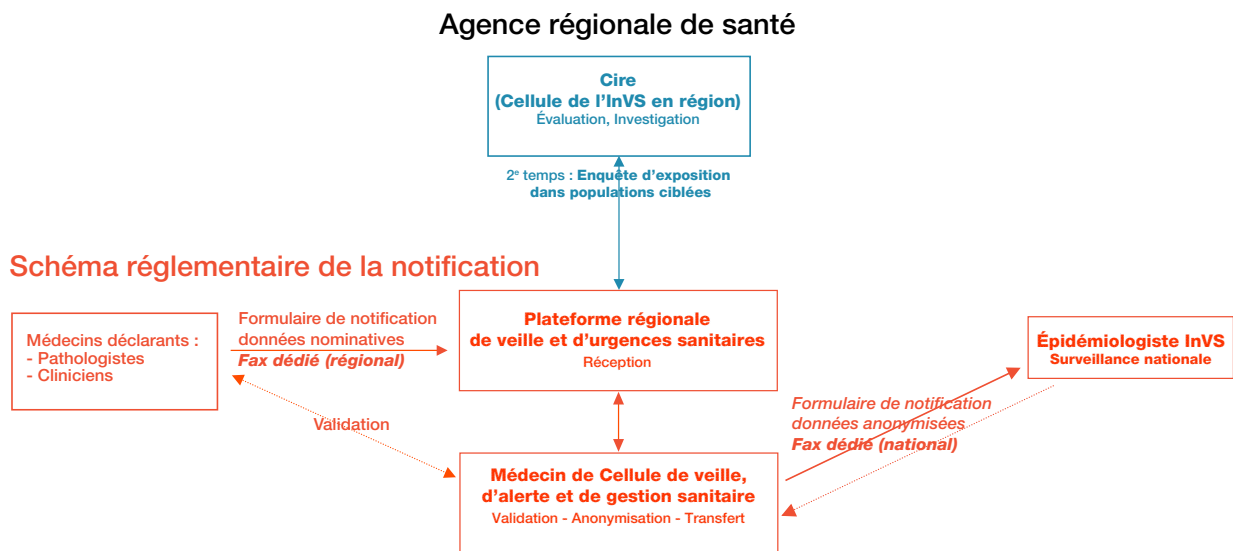 Agence régionale de santé
Cire
(Cellule de l'InVS en région)
Évaluation, Investigation
2e temps : Enquête d'exposition
dans populations ciblées
Schéma réglementaire de la notification
Médecins déclarants :
- Pathologistes
- Cliniciens
Formulaire de notification
données nominatives
Fax dédié (régional)
Plateforme régionale
de veille et d'urgences sanitaires
Réception
Épidémiologiste InVS
Surveillance nationale
Validation
Formulaire de notification
données anonymisées
Fax dédié (national)
Médecin de Cellule de veille,
d'alerte et de gestion sanitaire
Validation - Anonymisation - Transfert